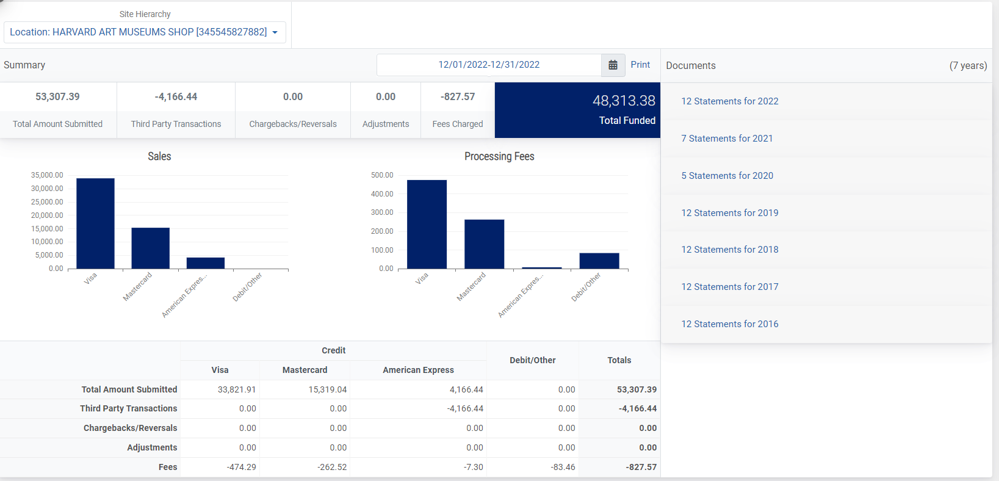 Site Hierarchy
Location: HARVARD ART MUSEUMS SHOP [345545827882]
Summary
12/01/2022-12/31/2022
Print
Documents
(7 years)
53,307.39
-4,166.44
0.00
0.00
-827.57
48,313.38
Total Amount Submitted
Third Party Transactions
Chargebacks/Reversals
Adjustments
Fees Charged
Total Funded
12 Statements for 2022
7 Statements for 2021
5 Statements for 2020
12 Statements for 2019
12 Statements for 2018
12 Statements for 2017
12 Statements for 2016
Sales
35,000.00
30,000.00
25,000.00
20,000.00
15,000.00
10,000.00
5,000.00
0.00
Visa
Mastercard
American Expres...
Debit/Other
Processing Fees
500.00
400.00
300.00
200.00
100.00
0.00
Visa
Mastercard
American Expres...
Debit/Other
Credit
Debit/Other
Totals
Visa Mastercard American Express
Total Amount Submitted 33,821.91 15,319.04 4,166.44 0.00 53,307.39
Third Party Transactions 0.00 0.00 -4,166.44 0.00 -4,166.44
Chargebacks/Reversals 0.00 0.00 0.00 0.00 0.00
Adjustments 0.00 0.00 0.00 0.00 0.00
Fees -474.29 -262.52 -7.30 -83.46 -827.57